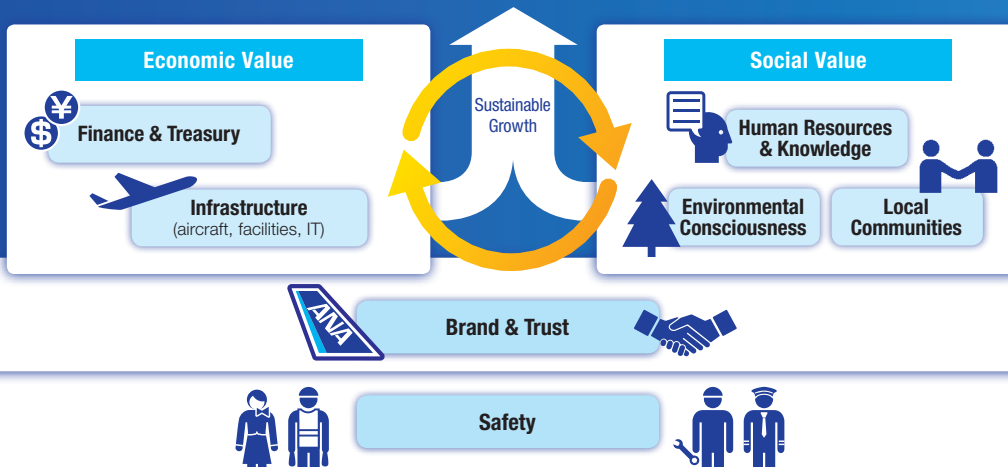 Economic Value
¥
$
Finance & Treasury
Infrastructure
(aircraft, facilities, IT)
Sustainable
Growth
Social Value
Human Resources
& Knowledge
Environmental
Consciousness
Local
Communities
ANA
Brand & Trust
Safety